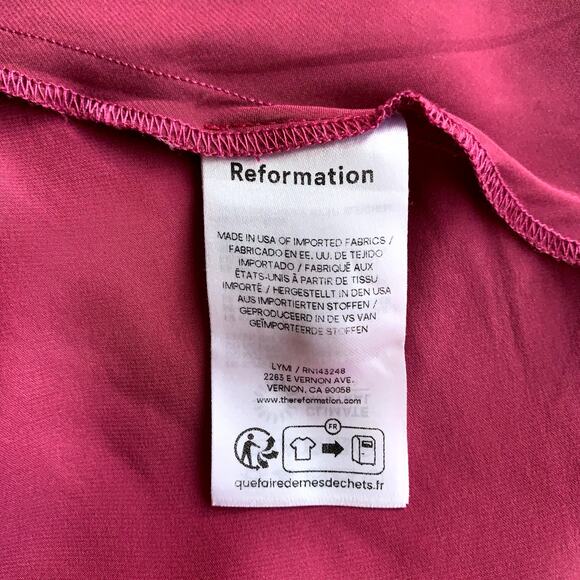 Reformation
MADE IN USA OF IMPORTED FABRICS /
FABRICADO EN EE. UU. DE TEJIDO
IMPORTADO / FABRIQUÉ AUX
ÉTATS-UNIS À PARTIR DE TISSU
IMPORTÉ / HERGESTELLT IN DEN USA
AUS IMPORTIERTEN STOFFEN /
GEPRODUCEERD IN DE VS VAN
GEÏMPORTEERDE STOFFEN
LYMI / RN143248
2263 E VERNON AVE.
VERNON, CA 90058
www.thereformation.com
FR
quefairedemesdechets.fr